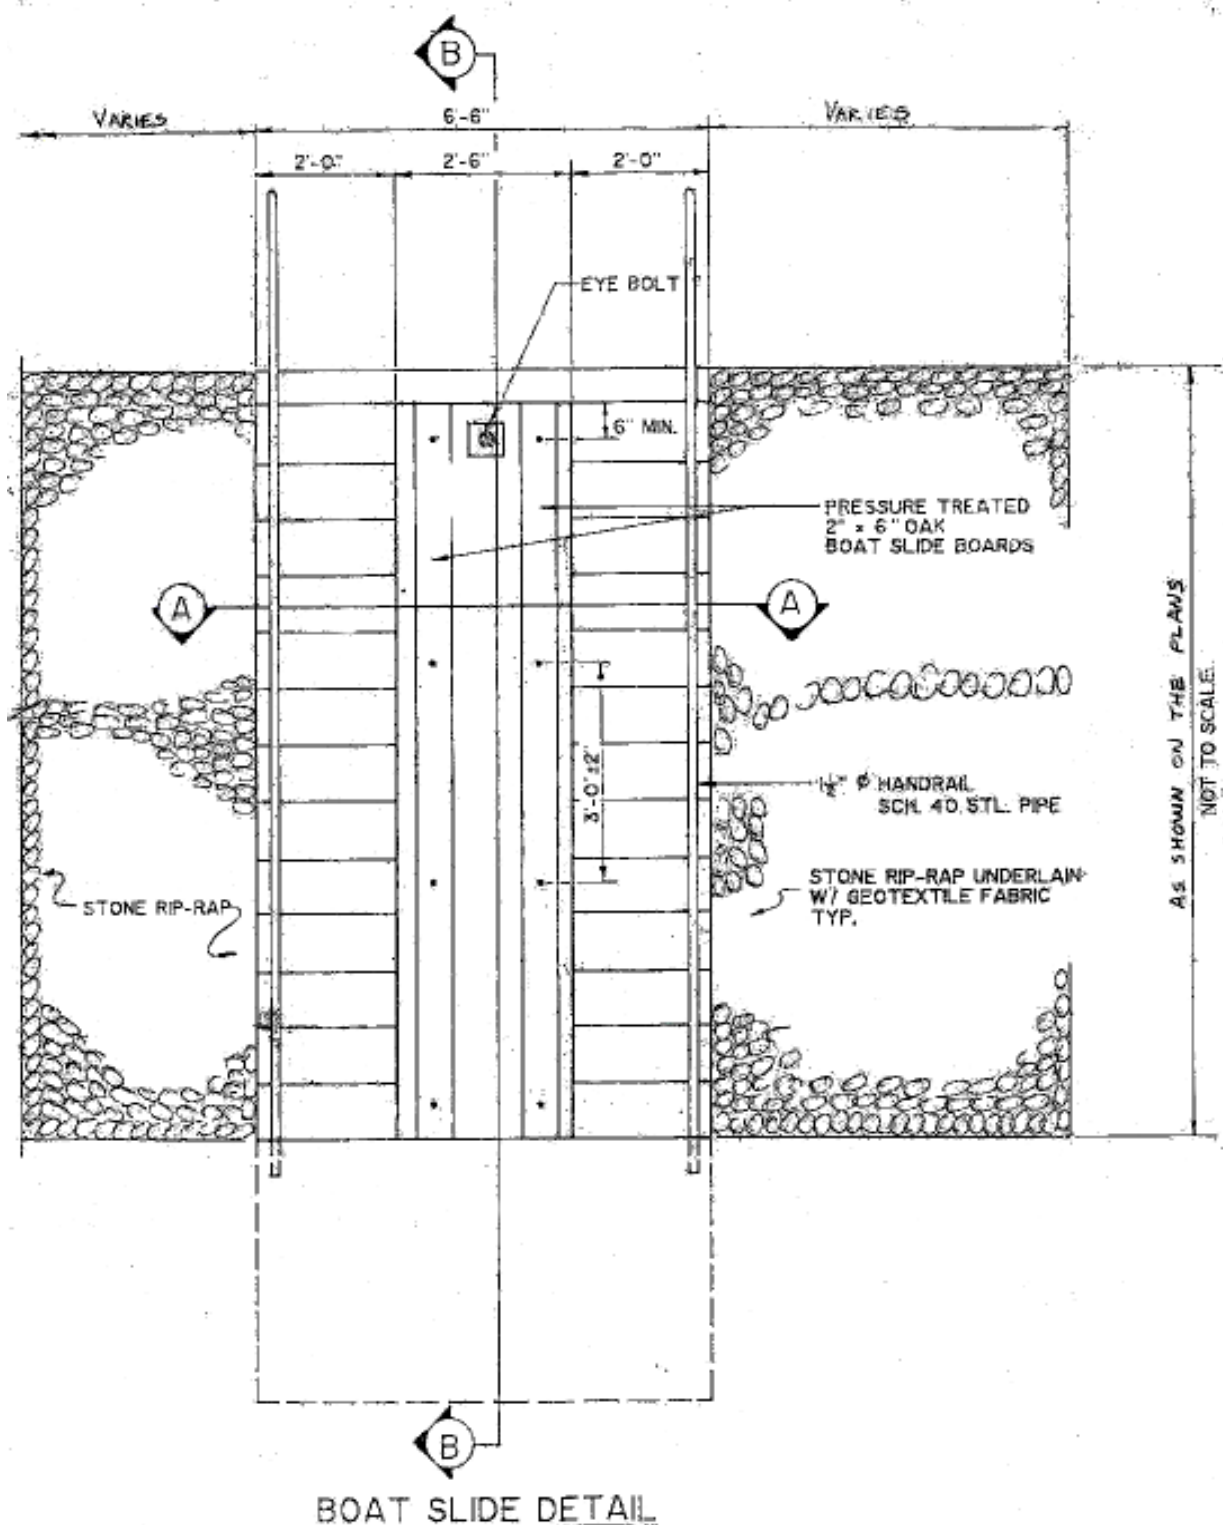 B
VARIES
6'-6"
VARIES
2'-0"
2'-6"
2'-0"
EYE BOLT
6" MIN.
PRESSURE TREATED
2" x 6" OAK
BOAT SLIDE BOARDS
A
A
3'-0"±2"
1½" Ø HANDRAIL
SCH. 40. STL. PIPE
STONE RIP-RAP UNDERLAIN
W/ GEOTEXTILE FABRIC
TYP.
STONE RIP-RAP
AS SHOWN ON THE PLANS
NOT TO SCALE
B
BOAT SLIDE DETAIL